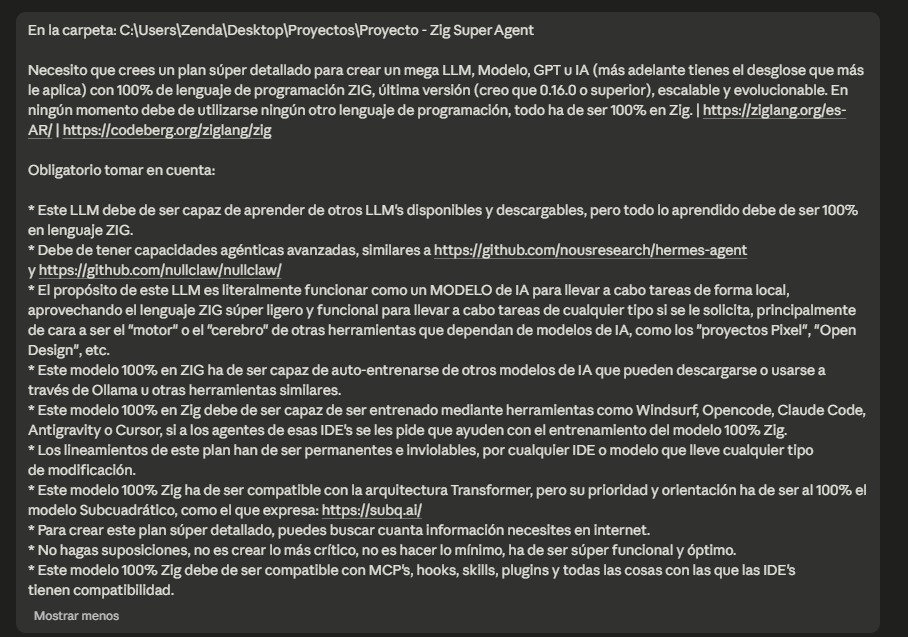 En la carpeta: C:\Users\Zenda\Desktop\Proyectos\Proyecto - Zig Super Agent
Necesito que crees un plan súper detallado para crear un mega LLM, Modelo, GPT u IA (más adelante tienes el desglose que más
le aplica) con 100% de lenguaje de programación ZIG, última versión (creo que 0.16.0 o superior), escalable y evolucionable. En
ningún momento debe de utilizarse ningún otro lenguaje de programación, todo ha de ser 100% en Zig. | https://ziglang.org/es-
AR/ | https://codeberg.org/ziglang/zig
Obligatorio tomar en cuenta:
* Este LLM debe de ser capaz de aprender de otros LLM's disponibles y descargables, pero todo lo aprendido debe de ser 100%
en lenguaje ZIG.
* Debe de tener capacidades agénticas avanzadas, similares a https://github.com/nousresearch/hermes-agent
y https://github.com/nullclaw/nullclaw/
* El propósito de este LLM es literalmente funcionar como un MODELO de IA para llevar a cabo tareas de forma local,
aprovechando el lenguaje ZIG súper ligero y funcional para llevar a cabo tareas de cualquier tipo si se le solicita, principalmente
de cara a ser el "motor" o el "cerebro" de otras herramientas que dependan de modelos de IA, como los "proyectos Pixel", "Open
Design", etc.
* Este modelo 100% en ZIG ha de ser capaz de auto-entrenarse de otros modelos de IA que pueden descargarse o usarse a
través de Ollama u otras herramientas similares.
* Este modelo 100% en Zig debe de ser capaz de ser entrenado mediante herramientas como Windsurf, Opencode, Claude Code,
Antigravity o Cursor, si a los agentes de esas IDE's se les pide que ayuden con el entrenamiento del modelo 100% Zig.
* Los lineamientos de este plan han de ser permanentes e inviolables, por cualquier IDE o modelo que lleve cualquier tipo
de modificación.
* Este modelo 100% Zig ha de ser compatible con la arquitectura Transformer, pero su prioridad y orientación ha de ser al 100% el
modelo Subcuadrático, como el que expresa: https://subq.ai/
* Para crear este plan súper detallado, puedes buscar cuanta información necesites en internet.
* No hagas suposiciones, no es crear lo más crítico, no es hacer lo mínimo, ha de ser súper funcional y óptimo.
* Este modelo 100% Zig debe de ser compatible con MCP's, hooks, skills, plugins y todas las cosas con las que las IDE's
tienen compatibilidad.
Mostrar menos